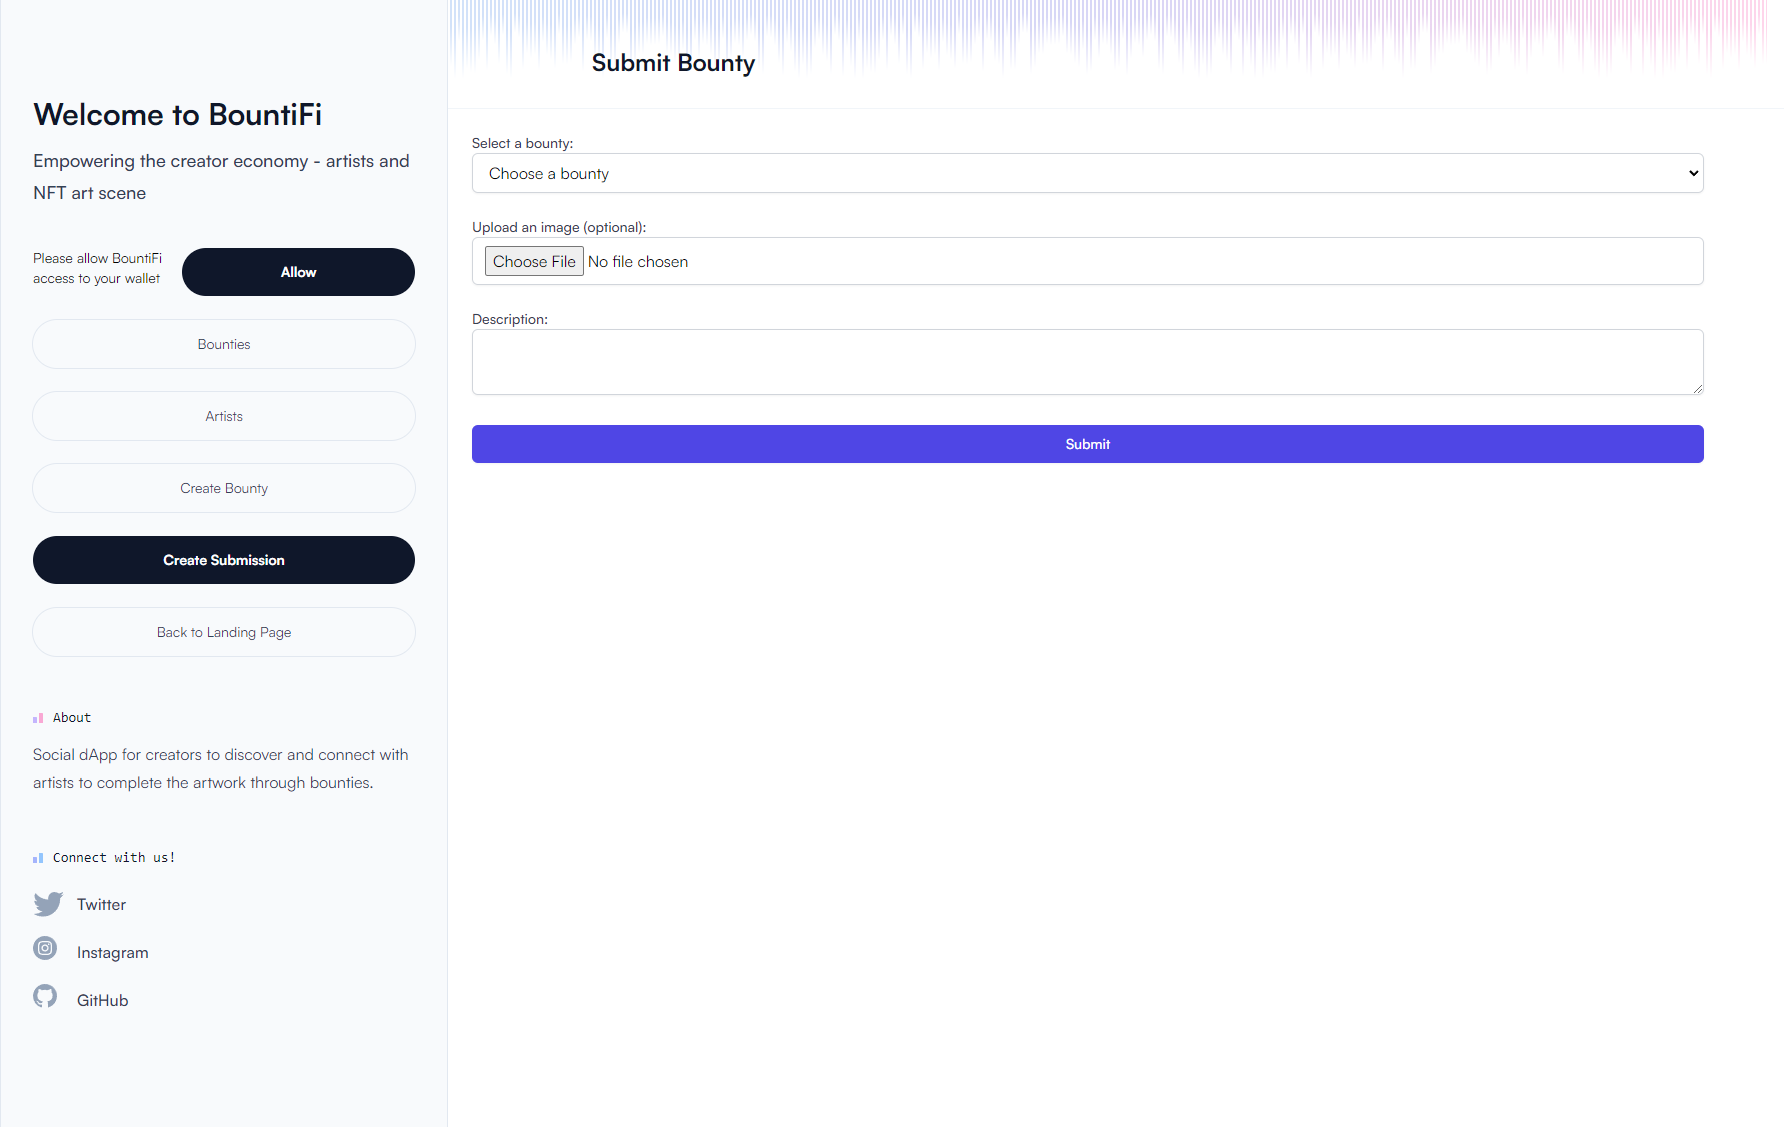 Welcome to BountiFi
Empowering the creator economy - artists and
NFT art scene
Please allow BountiFi
access to your wallet
Allow
Bounties
Artists
Create Bounty
Create Submission
Back to Landing Page
About
Social dApp for creators to discover and connect with
artists to complete the artwork through bounties.
Connect with us!
Twitter
Instagram
GitHub
Submit Bounty
Select a bounty:
Choose a bounty
Upload an image (optional):
Choose File No file chosen
Description:
Submit